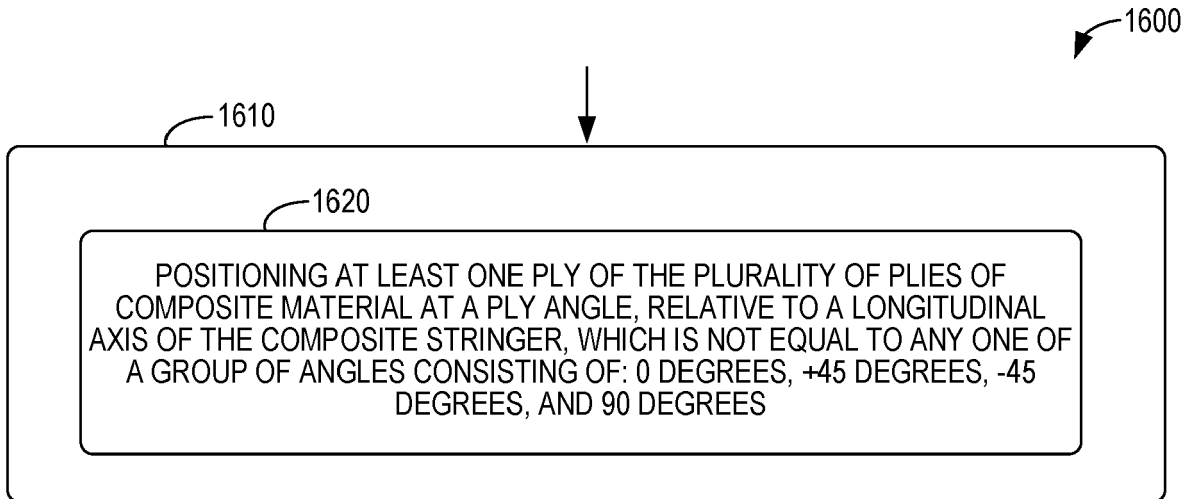 1600
1610
1620
POSITIONING AT LEAST ONE PLY OF THE PLURALITY OF PLIES OF
COMPOSITE MATERIAL AT A PLY ANGLE, RELATIVE TO A LONGITUDINAL
AXIS OF THE COMPOSITE STRINGER, WHICH IS NOT EQUAL TO ANY ONE OF
A GROUP OF ANGLES CONSISTING OF: 0 DEGREES, +45 DEGREES, -45
DEGREES, AND 90 DEGREES